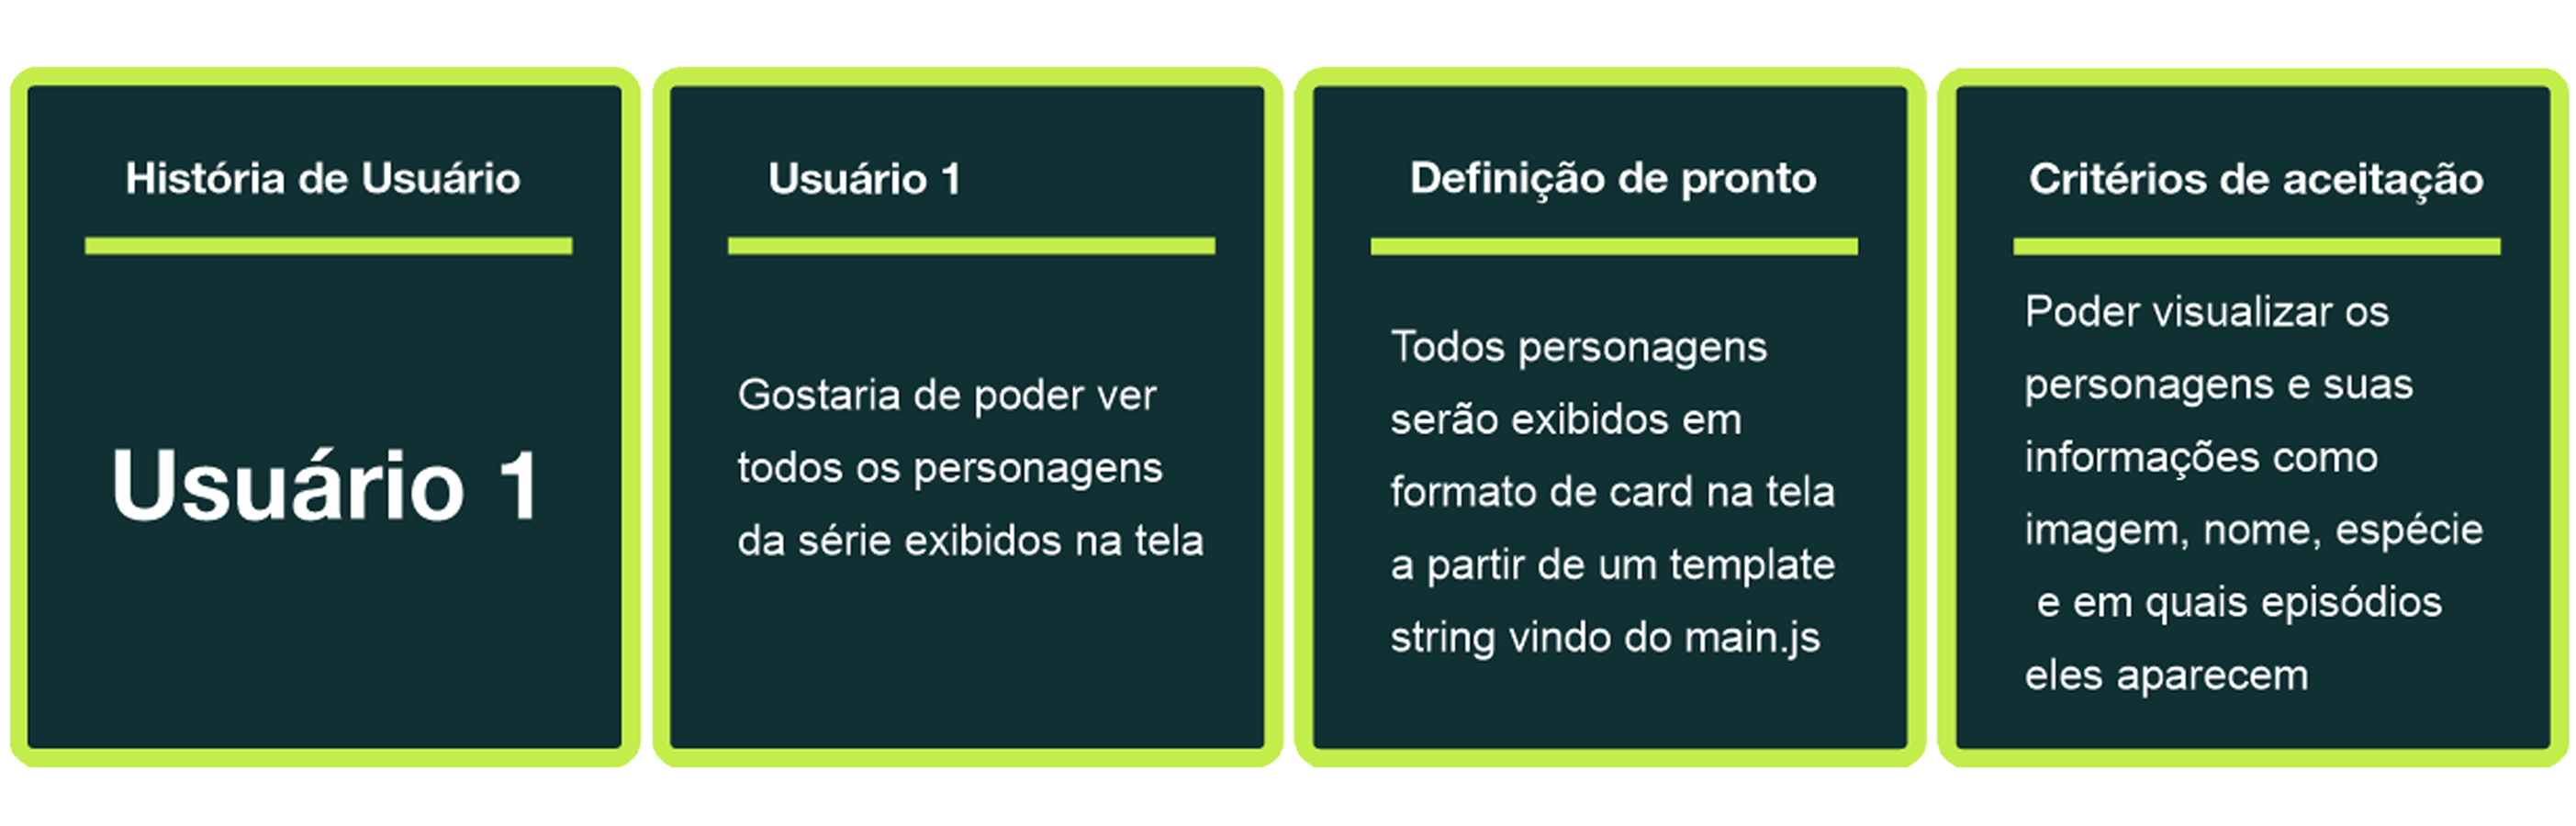 História de Usuário
Usuário 1
Usuário 1
Gostaria de poder ver
todos os personagens
da série exibidos na tela
Definição de pronto
Todos personagens
serão exibidos em
formato de card na tela
a partir de um template
string vindo do main.js
Critérios de aceitação
Poder visualizar os
personagens e suas
informações como
imagem, nome, espécie
e em quais episódios
eles aparecem